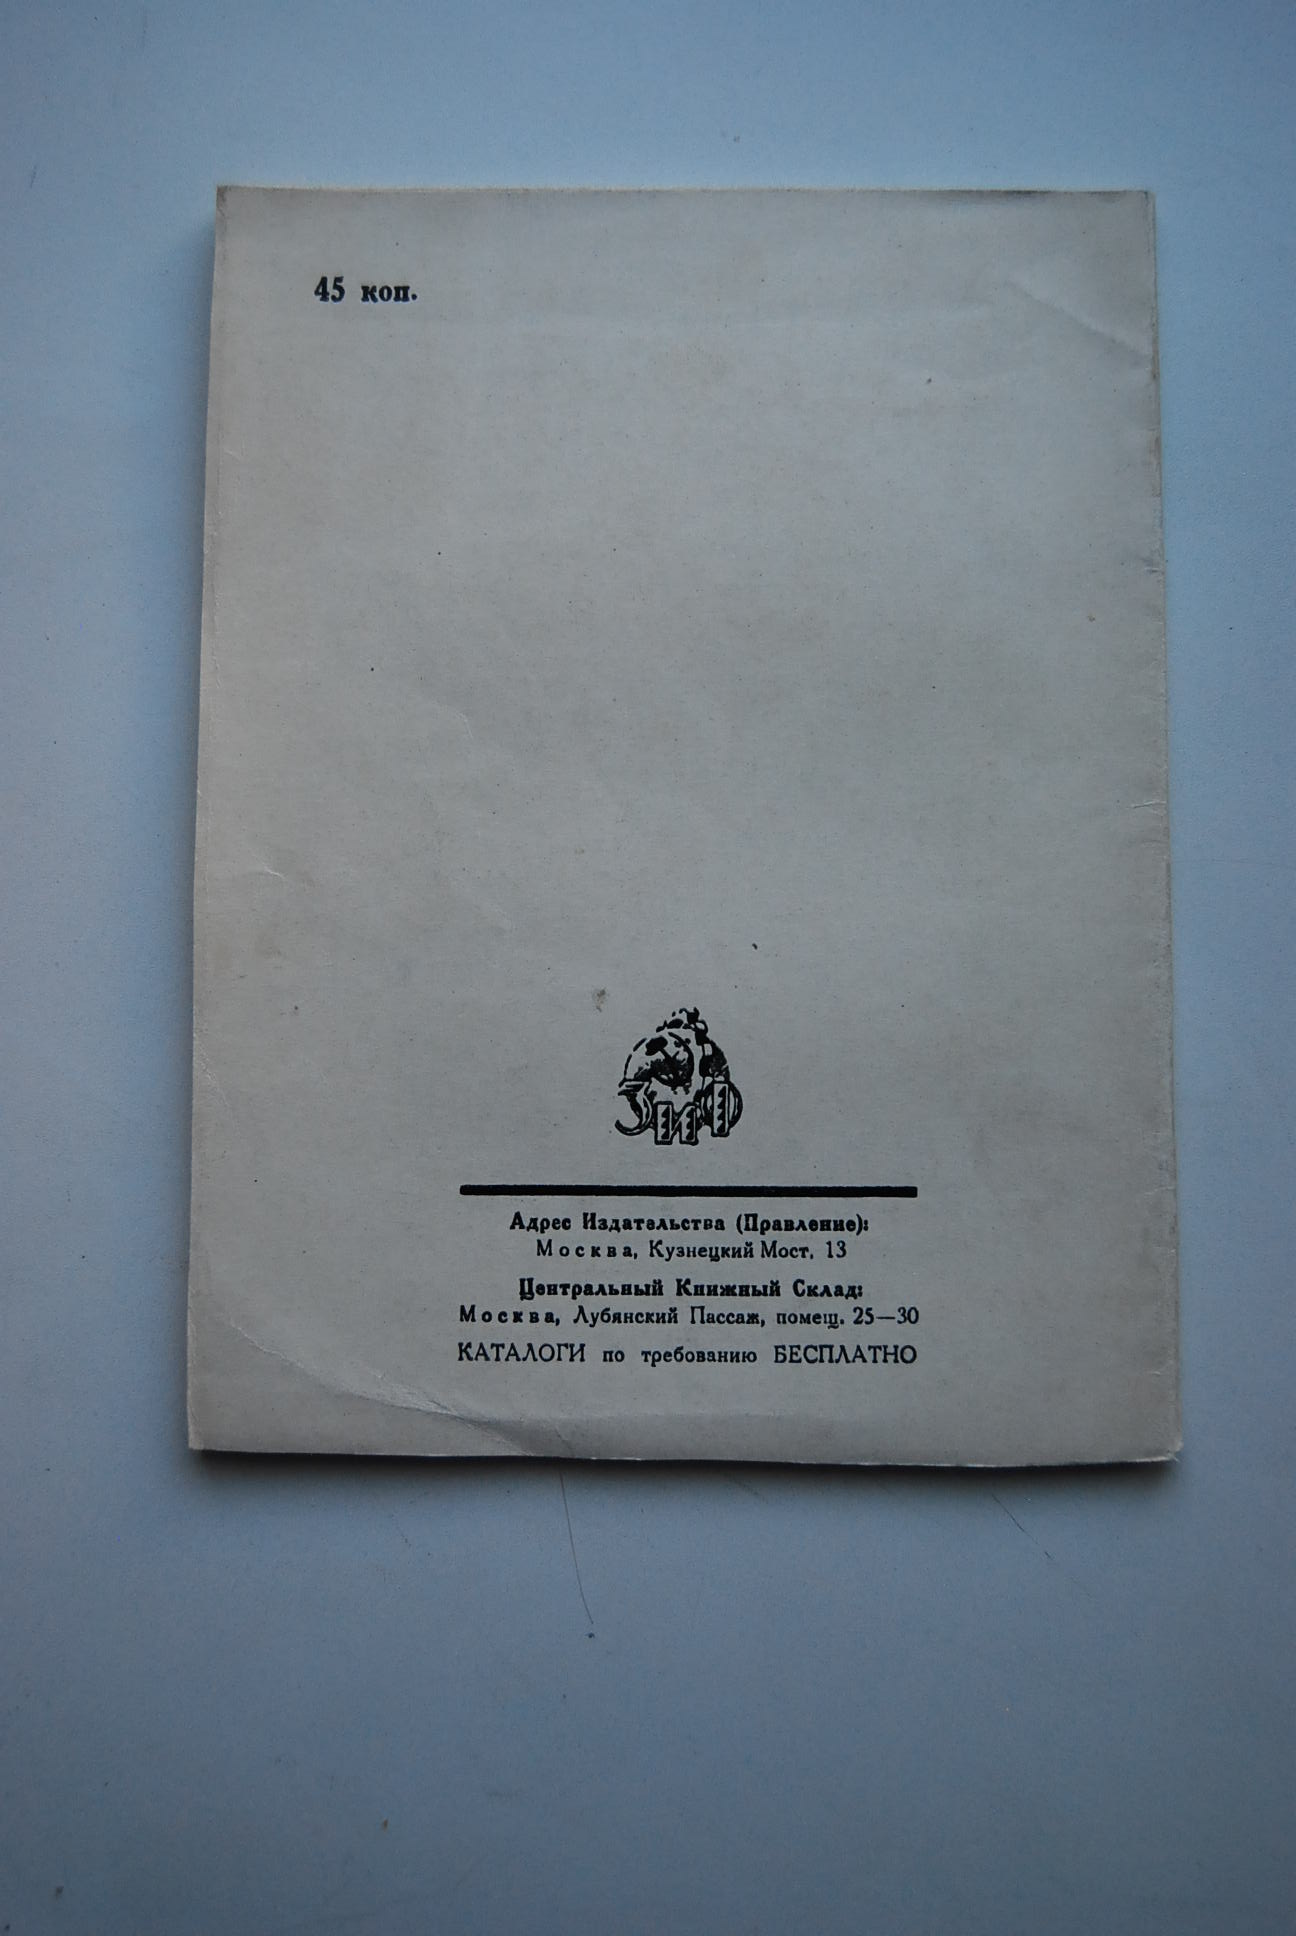 45 коп.
ЗИФ
Адрес Издательства (Правление):
Москва, Кузнецкий Мост, 13
Центральный Книжный Склад:
Москва, Лубянский Пассаж, помещ. 25—30
КАТАЛОГИ по требованию БЕСПЛАТНО